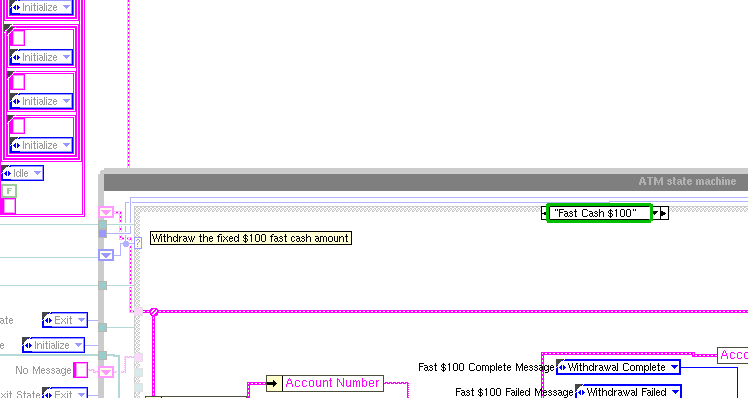 Initialize
Initialize
Initialize
Initialize
Idle
F
ATM state machine
"Fast Cash $100"
Withdraw the fixed $100 fast cash amount
?
ate
Exit
e
Initialize
No Message
Exit State
Exit
Account Number
Fast $100 Complete Message
Withdrawal Complete
Acco
Fast $100 Failed Message
Withdrawal Failed